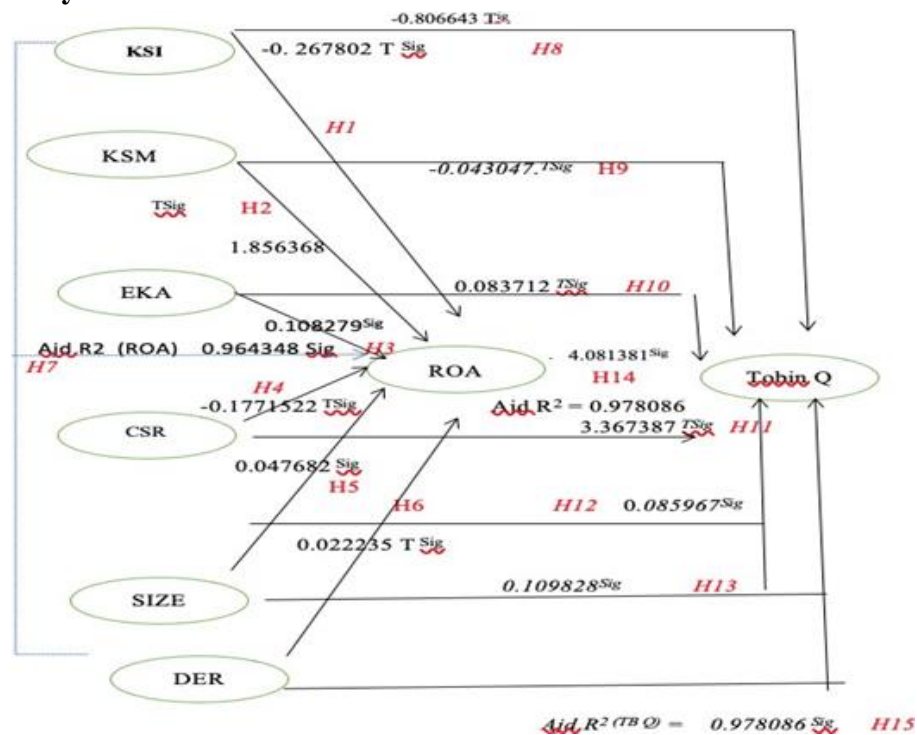 -0.806643 TSig
KSI
-0. 267802 T Sig H8
H1
KSM
-0.043047.TSig H9
TSig H2
1.856368
EKA
0.083712 TSig H10
0.108279Sig
Ajd R2 (ROA) 0.964348 Sig H3
H7
ROA
4.081381Sig
H14
Tobin Q
H4
-0.1771522 TSig
Ajd R² = 0.978086
CSR
3.367387 TSig H11
0.047682 Sig
H5
H6
H12 0.085967Sig
0.022235 T Sig
0.109828Sig H13
SIZE
DER
Ajd R² (TB Q) = 0.978086 Sig H15